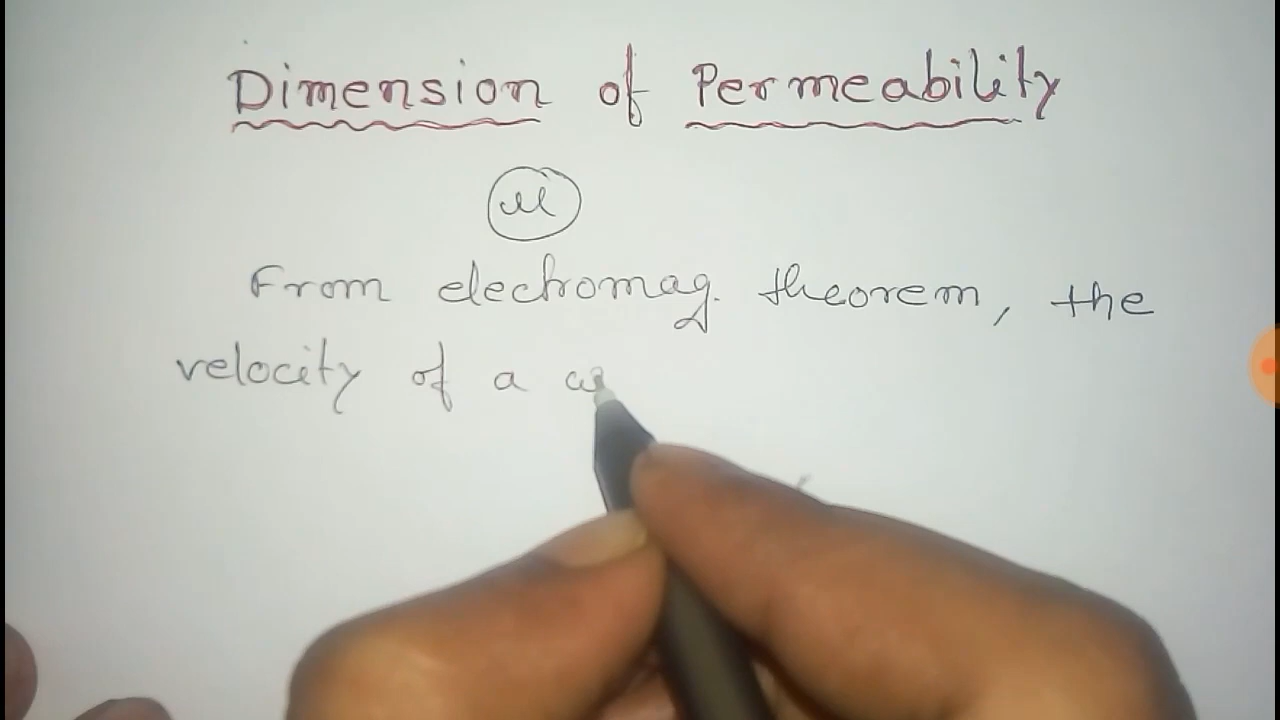 Dimension of Permeability
μ
From electromag. theorem, the
velocity of a